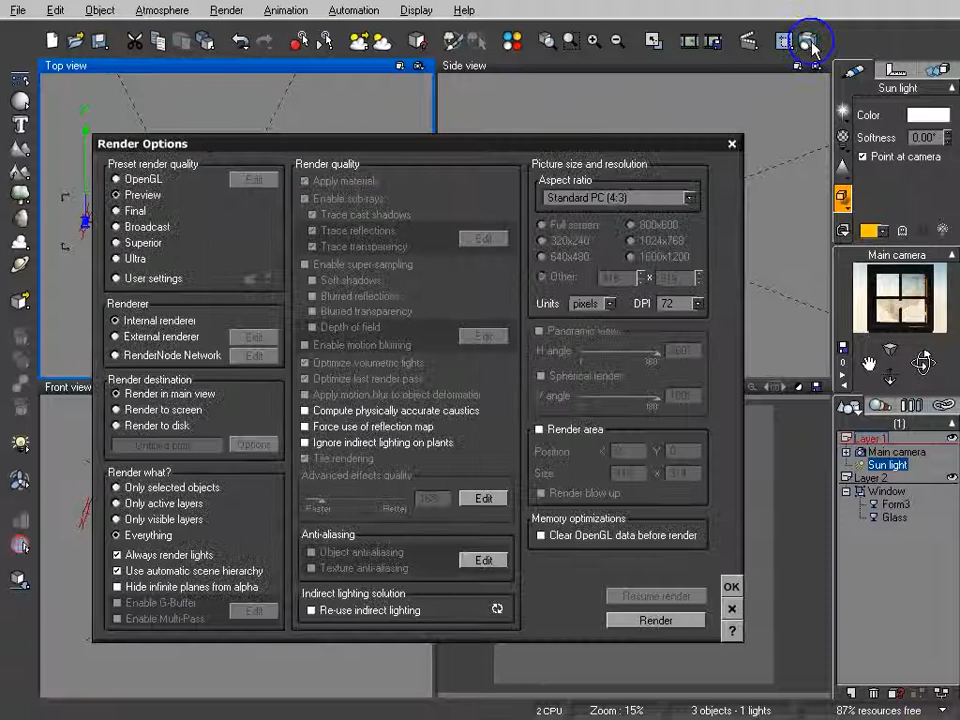 File Edit Object Atmosphere Render Animation Automation Display Help
Top view
Side view
Sun light
Color
Softness 0.00°
Point at camera
Main camera
Front view
(1)
Layer 1
Main camera
Sun light
Layer 2
Window
Form3
Glass
Render Options
Preset render quality
OpenGL Edit
Preview
Final
Broadcast
Superior
Ultra
User settings
Renderer
Internal renderer
External renderer Edit
RenderNode Network Edit
Render destination
Render in main view
Render to screen
Render to disk
Options
Render what?
Only selected objects
Only active layers
Only visible layers
Everything
Always render lights
Use automatic scene hierarchy
Hide infinite planes from alpha
Enable G-Buffer
Enable Multi-Pass Edit
Render quality
Apply material
Enable sub-rays
Trace cast shadows
Trace reflections Edit
Trace transparency
Enable super-sampling
Soft shadows
Blurred reflections
Blurred transparency
Depth of field
Enable motion blurring Edit
Optimize volumetric lights
Optimize last render pass
Apply motion blur to object deformation
Compute physically accurate caustics
Force use of reflection map
Ignore indirect lighting on plants
Tile rendering
Advanced effects quality
Faster Better Edit
Anti-aliasing
Object anti-aliasing
Texture anti-aliasing Edit
Indirect lighting solution
Re-use indirect lighting
Picture size and resolution
Aspect ratio
Standard PC (4:3)
Full screen 800x600
320x240 1024x768
640x480 1600x1200
Other: x
Units pixels DPI 72
Panoramic view
H angle
360
Spherical render
V angle
180
Render area
Position X 0 Y 0
Size x
Render blow up
Memory optimizations
Clear OpenGL data before render
Resume render
Render
OK
?
2 CPU Zoom : 15% 3 objects - 1 lights 87% resources free